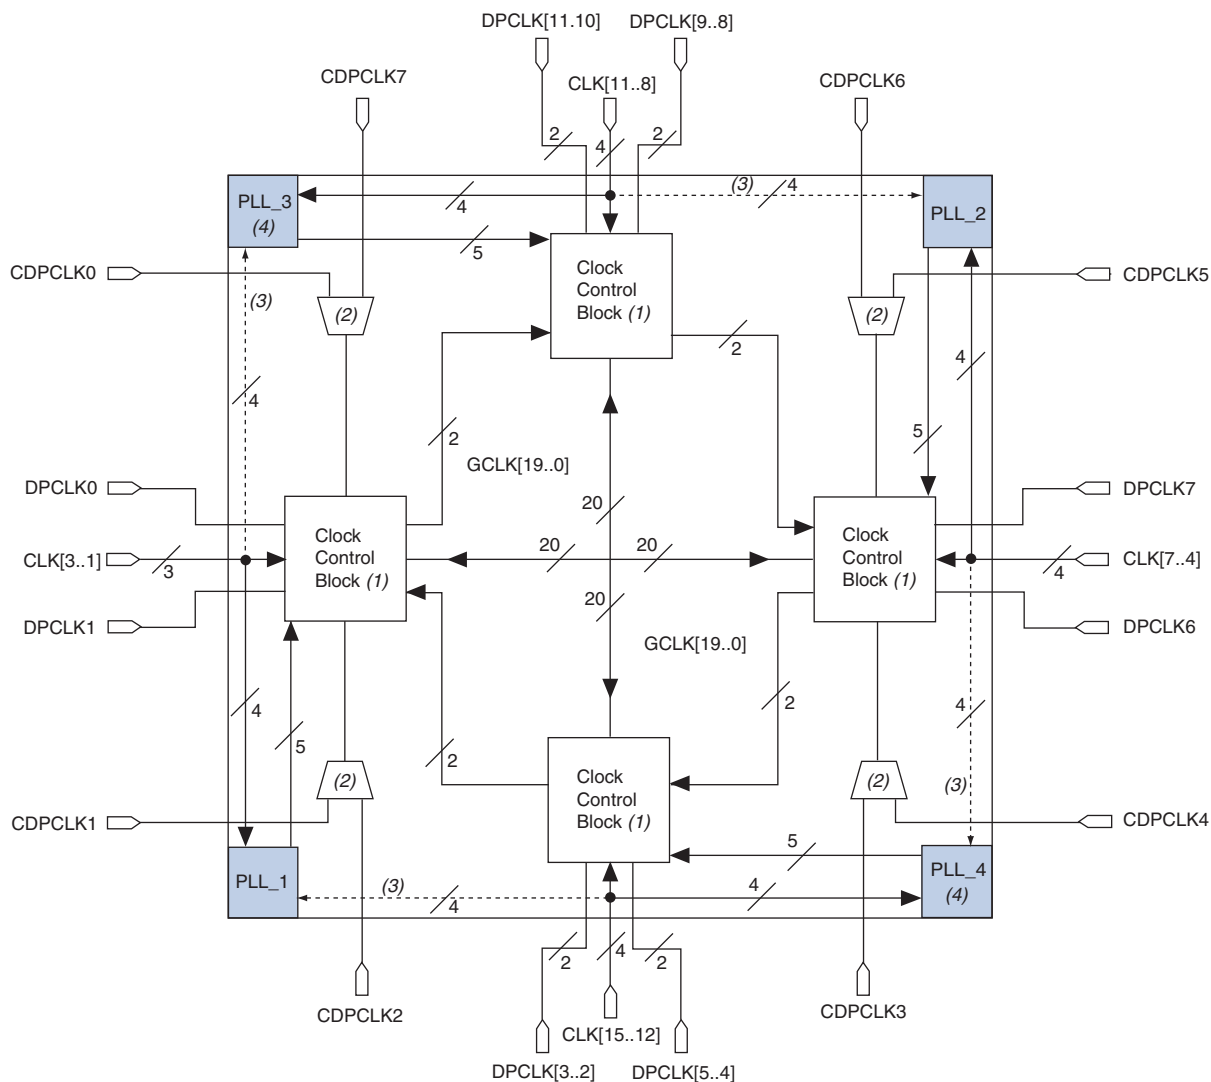 DPCLK[11.10]
DPCLK[9..8]
CDPCLK7
CLK[11..8]
CDPCLK6
2
4
2
PLL_3
(4)
4
(3)
4
PLL_2
5
CDPCLK0
(3)
(2)
Clock
Control
Block (1)
(2)
CDPCLK5
2
4
4
2
5
GCLK[19..0]
DPCLK0
20
DPCLK7
CLK[3..1]
3
Clock
Control
Block (1)
20
20
Clock
Control
Block (1)
4
CLK[7..4]
DPCLK1
20
DPCLK6
GCLK[19..0]
4
5
2
2
4
(2)
Clock
Control
Block (1)
(2)
(3)
CDPCLK1
CDPCLK4
5
PLL_1
(3)
4
4
PLL_4
(4)
2
4
2
CDPCLK2
CLK[15..12]
CDPCLK3
DPCLK[3..2]
DPCLK[5..4]